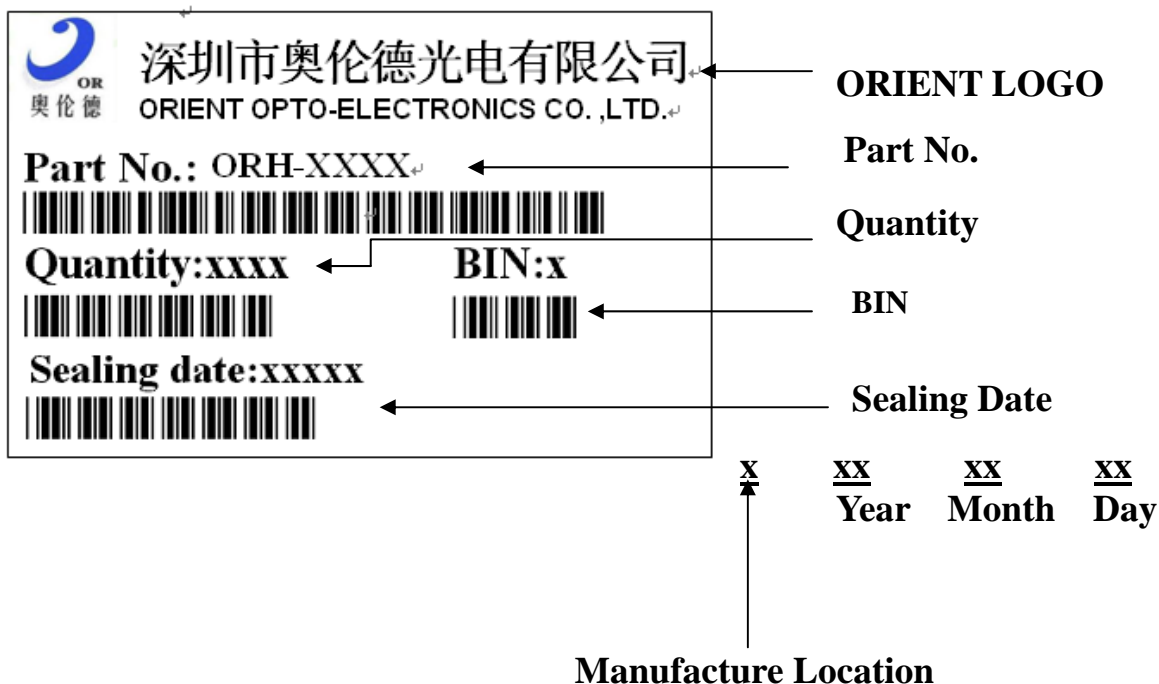 深圳市奥伦德光电有限公司
ORIENT OPTO-ELECTRONICS CO. ,LTD.
OR
奥伦德
ORIENT LOGO
Part No.: ORH-XXXX
Part No.
Quantity
Quantity:xxxx
BIN:x
BIN
Sealing date:xxxxx
Sealing Date
x xx xx xx
Year Month Day
Manufacture Location